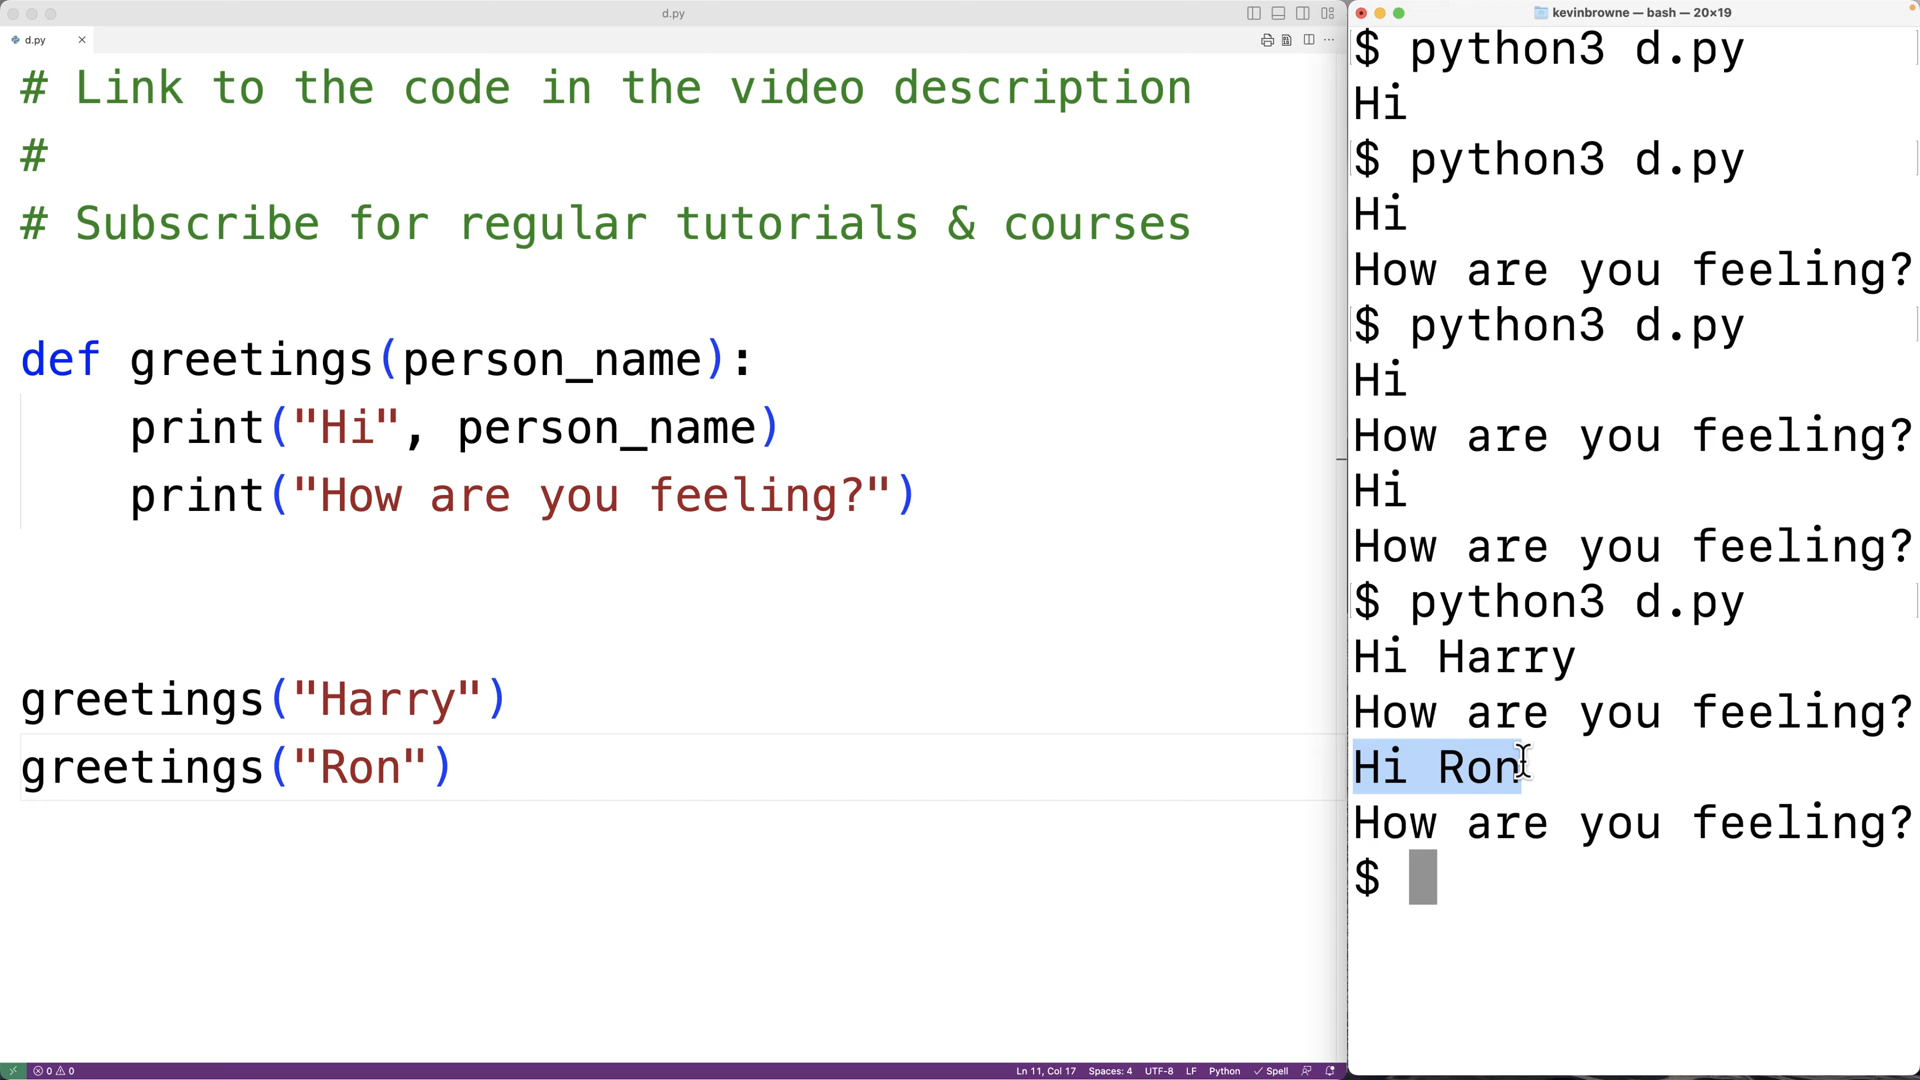 d.py
d.py
# Link to the code in the video description
#
# Subscribe for regular tutorials & courses
def greetings(person_name):
    print("Hi", person_name)
    print("How are you feeling?")
greetings("Harry")
greetings("Ron")
0 0
Ln 11, Col 17 Spaces: 4 UTF-8 LF Python Spell
kevinbrowne — bash — 20×19
$ python3 d.py
Hi
$ python3 d.py
Hi
How are you feeling?
$ python3 d.py
Hi
How are you feeling?
Hi
How are you feeling?
$ python3 d.py
Hi Harry
How are you feeling?
Hi Ron
How are you feeling?
$